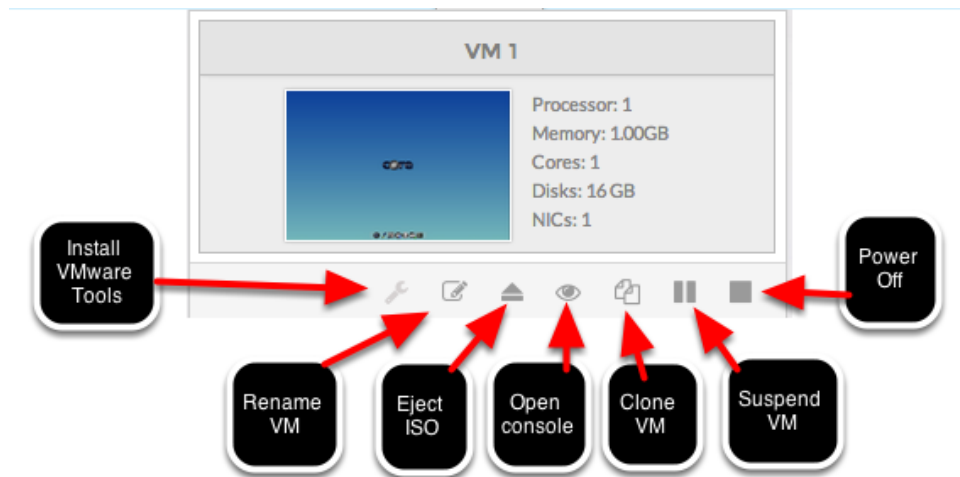 VM 1
Processor: 1
Memory: 1.00GB
Cores: 1
Disks: 16 GB
NICs: 1
Install
VMware
Tools
Power
Off
Rename
VM
Eject
ISO
Open
console
Clone
VM
Suspend
VM